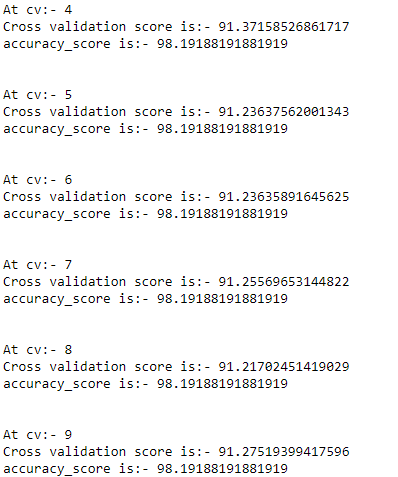 At cv:- 4
Cross validation score is:- 91.37158526861717
accuracy_score is:- 98.19188191881919
At cv:- 5
Cross validation score is:- 91.23637562001343
accuracy_score is:- 98.19188191881919
At cv:- 6
Cross validation score is:- 91.23635891645625
accuracy_score is:- 98.19188191881919
At cv:- 7
Cross validation score is:- 91.25569653144822
accuracy_score is:- 98.19188191881919
At cv:- 8
Cross validation score is:- 91.21702451419029
accuracy_score is:- 98.19188191881919
At cv:- 9
Cross validation score is:- 91.27519399417596
accuracy_score is:- 98.19188191881919